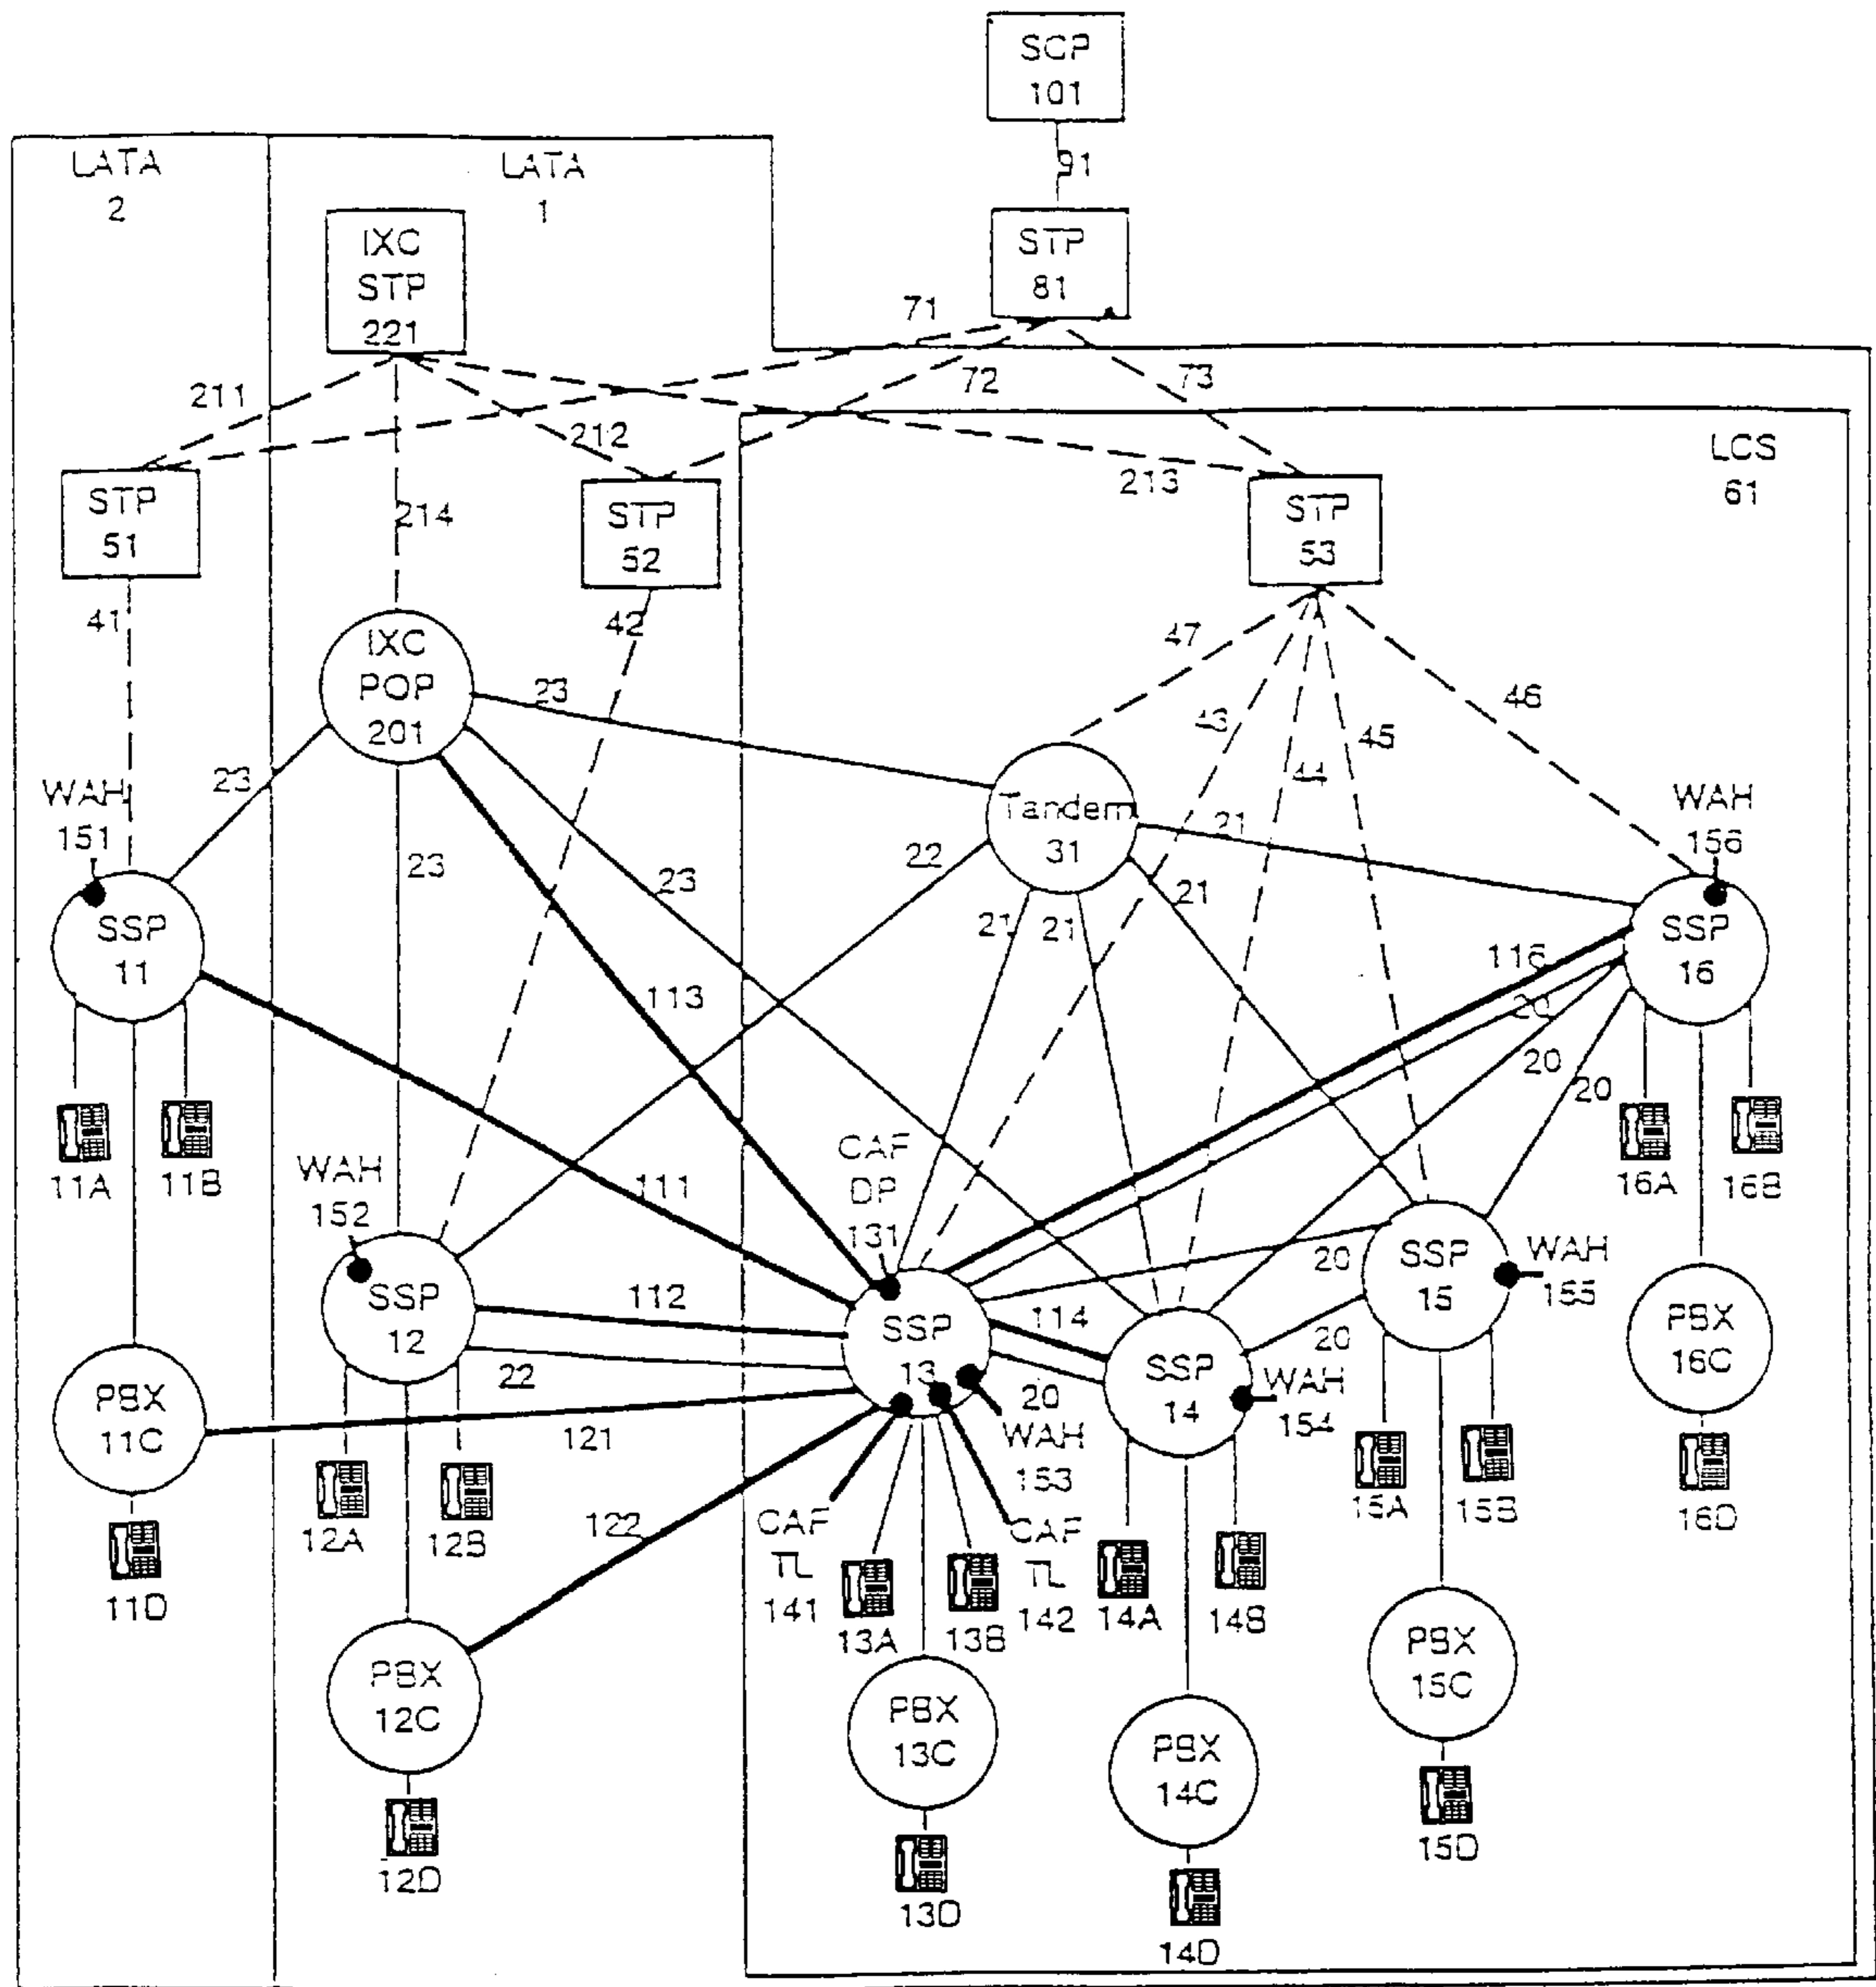 SCP
101
91
LATA
2
LATA
1
IXC
STP
221
STP
81
71
72
73
211
212
213
214
LCS
61
STP
51
STP
52
STP
53
41
42
47
43
44
45
46
IXC
POP
201
23
23
23
23
Tandem
31
22
21
21
21
21
WAH
151
WAH
156
SSP
11
SSP
16
113
116
20
20
20
11A
11B
16A
16B
WAH
152
111
CAF
DP
131
SSP
12
112
22
SSP
13
114
20
20
20
SSP
14
SSP
15
WAH
155
WAH
154
WAH
153
PBX
16C
PBX
11C
121
122
12A
12B
CAF
TL
141
CAF
TL
142
13A
13B
14A
14B
15A
15B
16D
11D
PBX
12C
PBX
13C
PBX
14C
PBX
15C
12D
13D
14D
15D